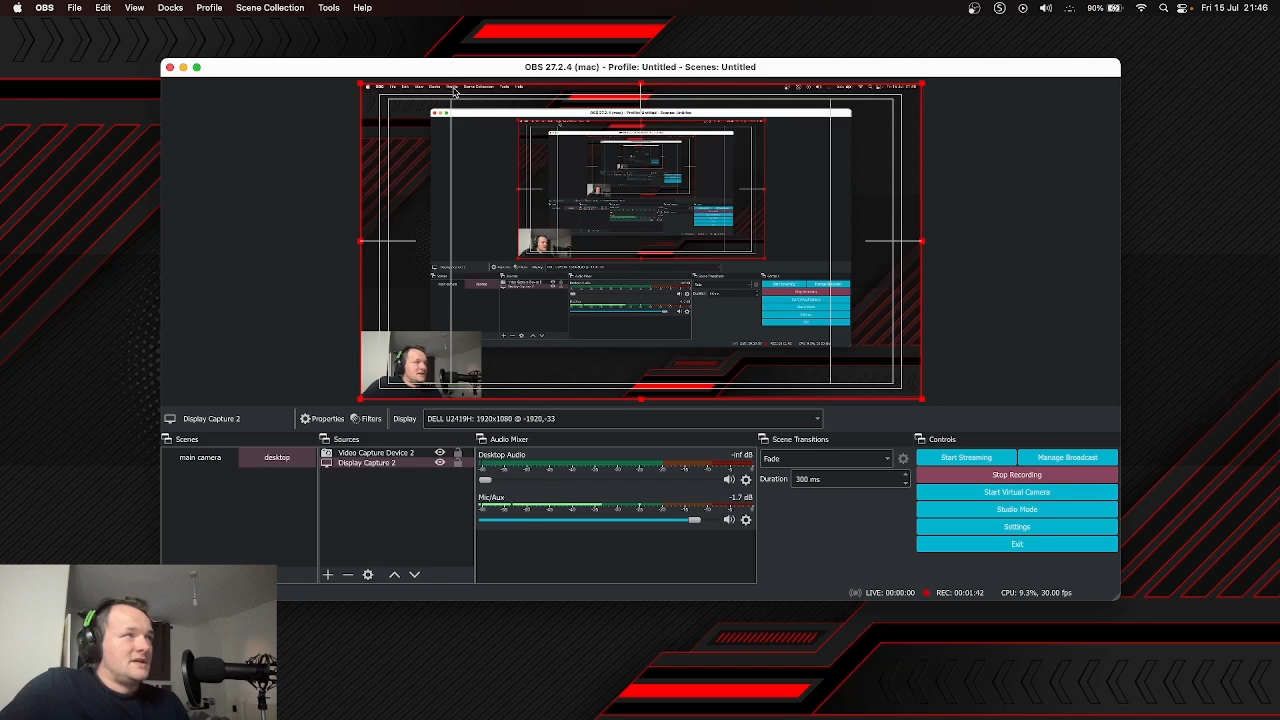 OBS File Edit View Docks Profile Scene Collection Tools Help 90% Fri 15 Jul 21:46
OBS 27.2.4 (mac) - Profile: Untitled - Scenes: Untitled
Display Capture 2 Properties Filters Display DELL U2419H: 1920x1080 @ -1920,-33
Scenes Sources Audio Mixer Scene Transitions Controls
main camera desktop
Video Capture Device 2
Display Capture 2
Desktop Audio -inf dB
Mic/Aux -1.7 dB
Fade
Duration 300 ms
Start Streaming Manage Broadcast
Stop Recording
Start Virtual Camera
Studio Mode
Settings
Exit
LIVE: 00:00:00 REC: 00:01:42 CPU: 9.3%, 30.00 fps